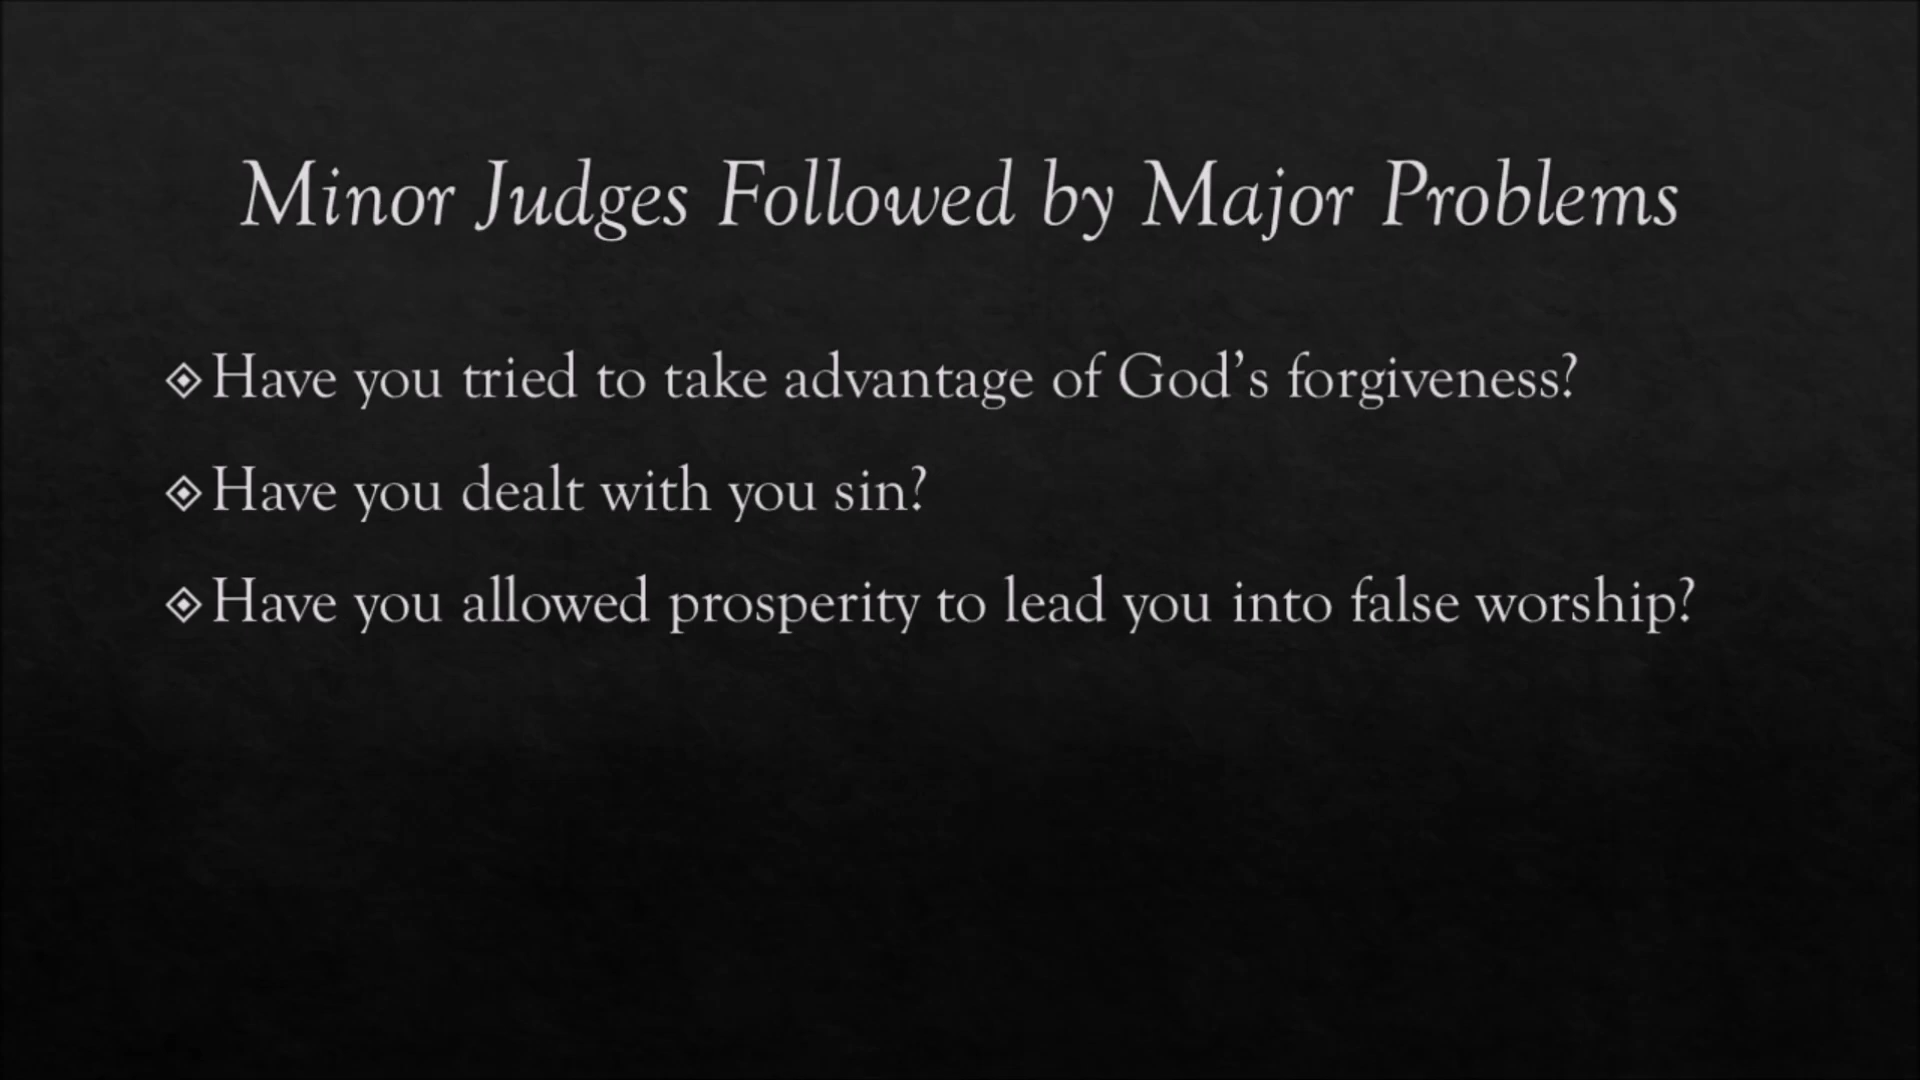 Minor Judges Followed by Major Problems
Have you tried to take advantage of God’s forgiveness?
Have you dealt with you sin?
Have you allowed prosperity to lead you into false worship?